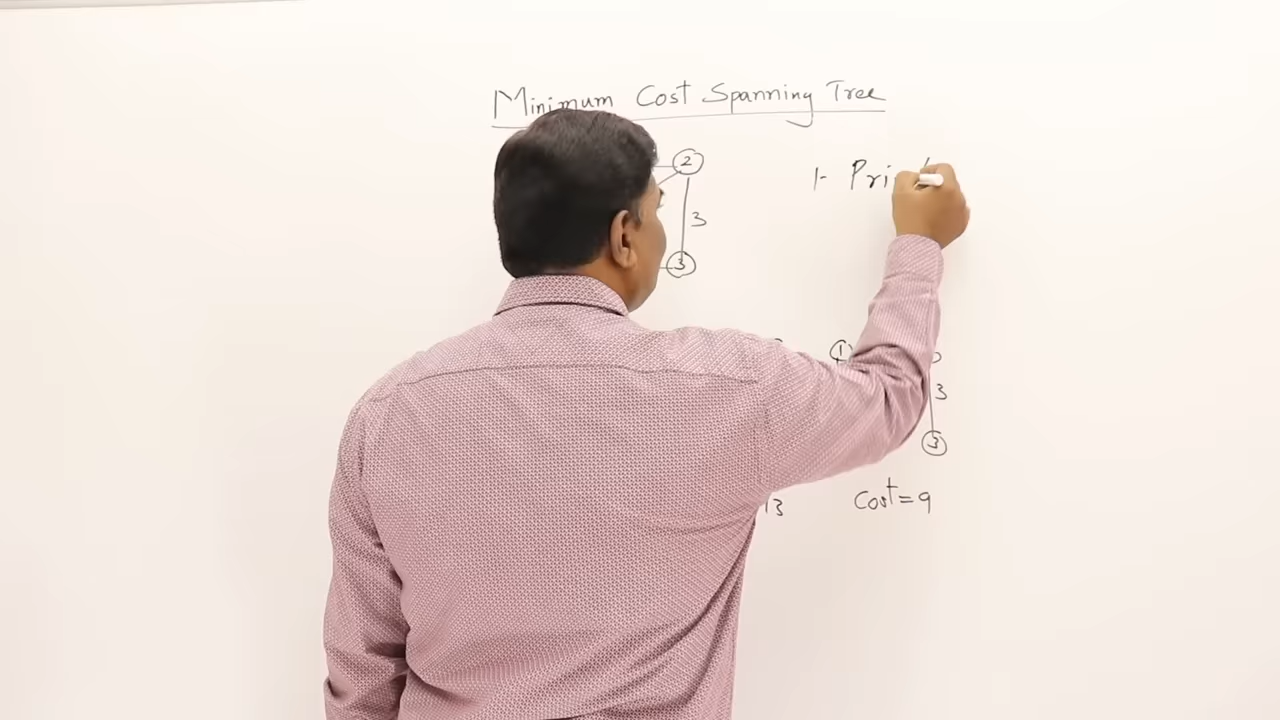 Minimum Cost Spanning Tree
2
1- Pri
3
3
1
3
3
13
Cost = 9